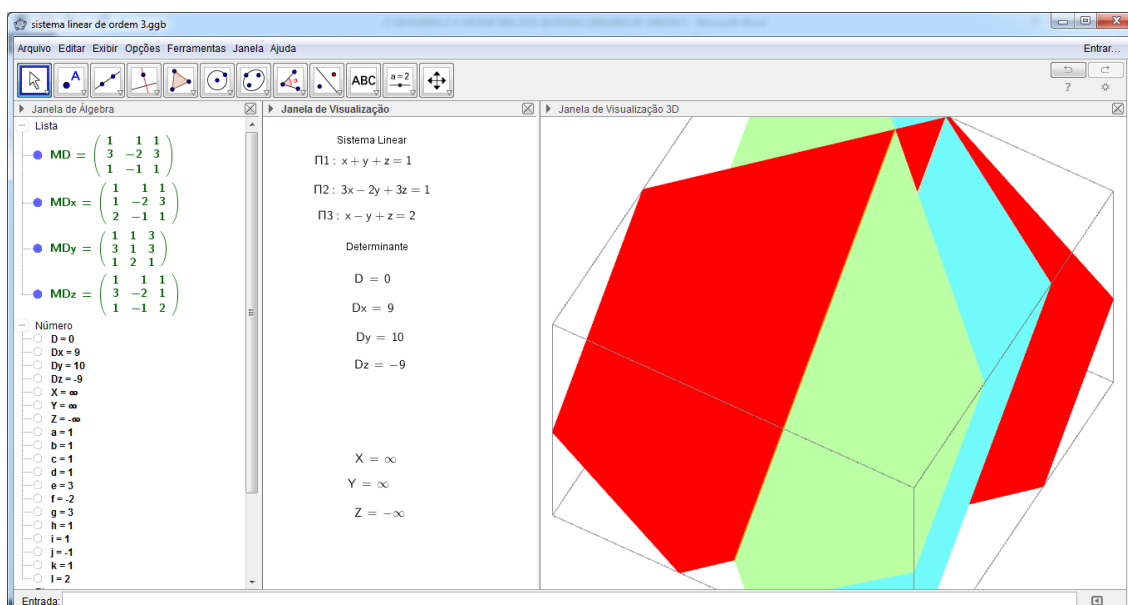 sistema linear de ordem 3.ggb
Arquivo Editar Exibir Opções Ferramentas Janela Ajuda
Entrar...
A
ABC
a=2
?
Janela de Álgebra
Janela de Visualização
Janela de Visualização 3D
Lista
MD = ( 1 1 1
3 −2 3
1 −1 1 )
MDx = ( 1 1 1
1 −2 3
2 −1 1 )
MDy = ( 1 1 3
3 1 3
1 2 1 )
MDz = ( 1 1 1
3 −2 1
1 −1 2 )
Número
D = 0
Dx = 9
Dy = 10
Dz = -9
X = ∞
Y = ∞
Z = -∞
a = 1
b = 1
c = 1
d = 1
e = 3
f = -2
g = 3
h = 1
i = 1
j = -1
k = 1
l = 2
Sistema Linear
Π1 : x + y + z = 1
Π2 : 3x − 2y + 3z = 1
Π3 : x − y + z = 2
Determinante
D = 0
Dx = 9
Dy = 10
Dz = −9
X = ∞
Y = ∞
Z = −∞
Entrada: